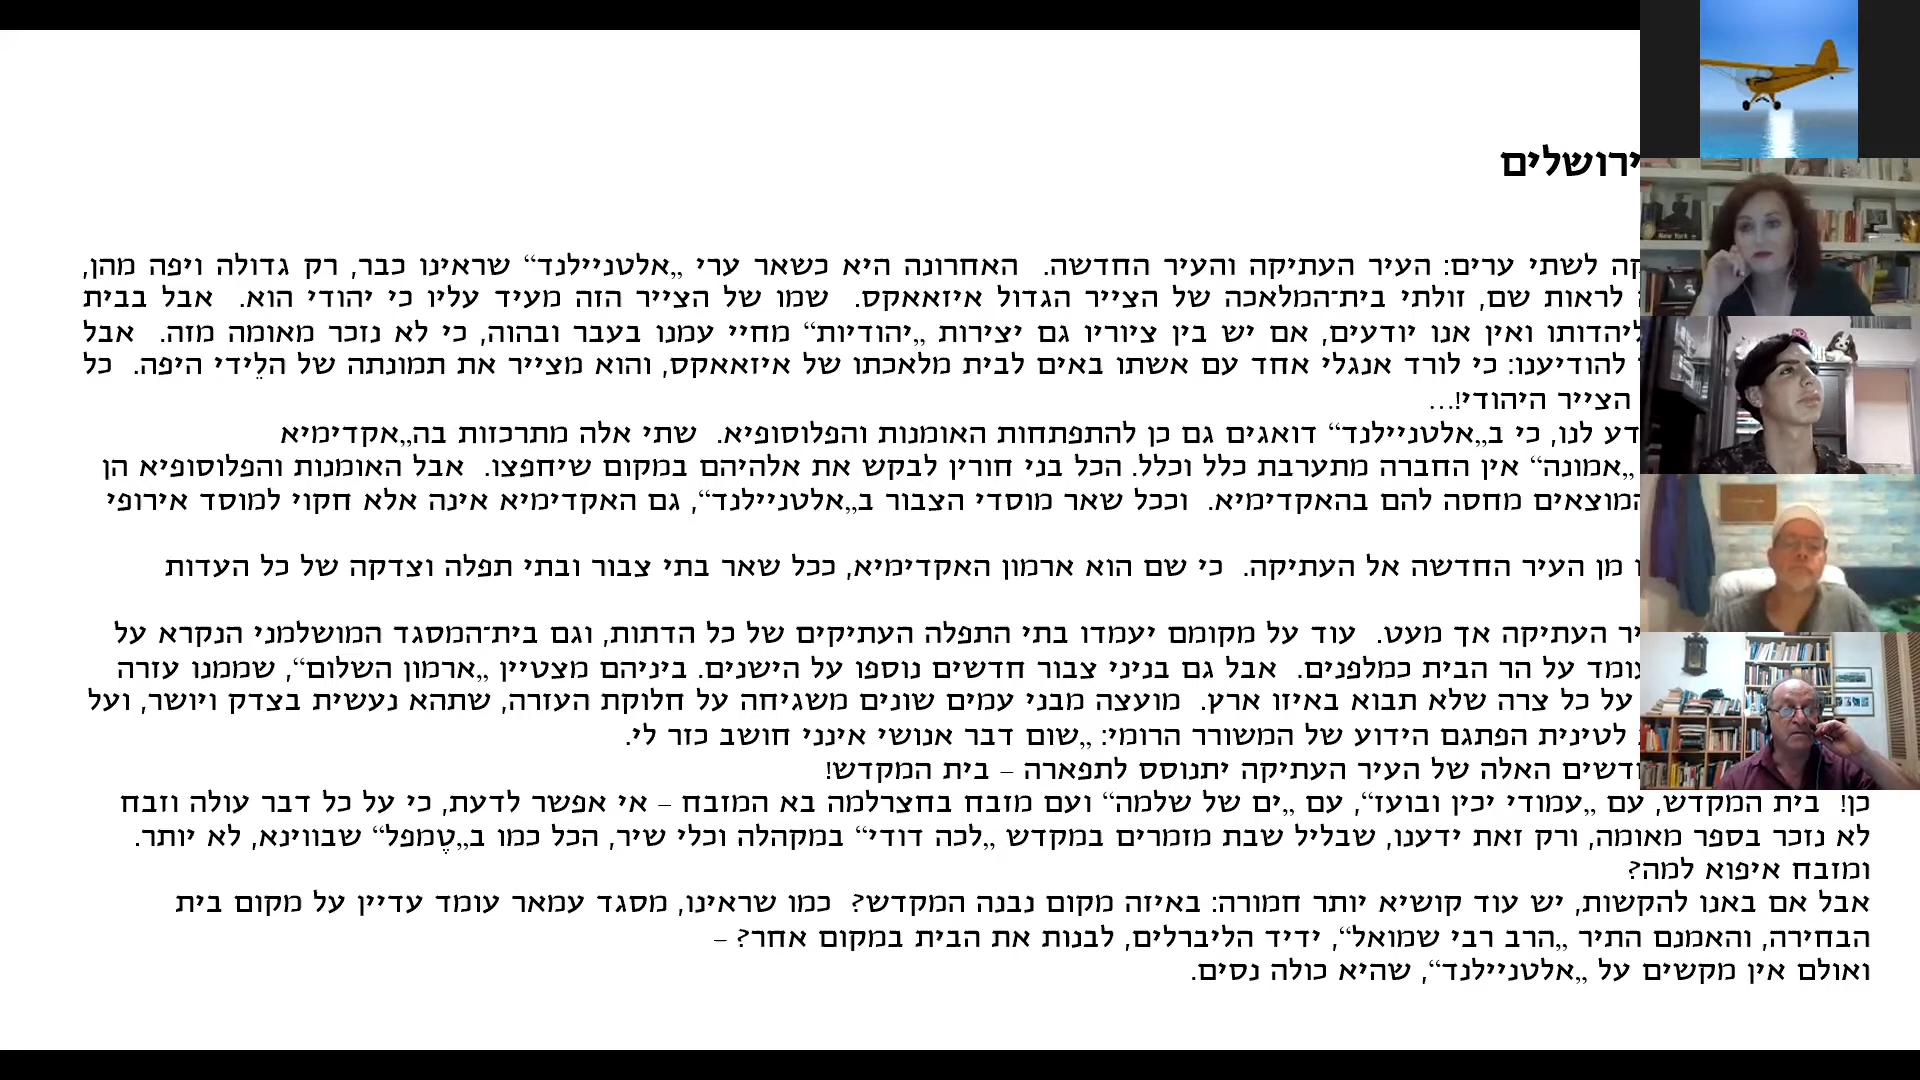 ירושלים
לשתי ערים: העיר העתיקה והעיר החדשה. האחרונה היא כשאר ערי „אלטניילנד“ שראינו כבר, רק גדולה ויפה מהן,
לראות שם, זולתי בית־המלאכה של הצייר הגדול איזאאקס. שמו של הצייר הזה מעיד עליו כי יהודי הוא. אבל בבית
ליהדותו ואין אנו יודעים, אם יש בין ציוריו גם יצירות „יהודיות“ מחיי עמנו בעבר ובהוה, כי לא נזכר מאומה מזה. אבל
להודיענו: כי לורד אנגלי אחד עם אשתו באים לבית מלאכתו של איזאאקס, והוא מצייר את תמונתה של הלֵידי היפה. כל
הצייר היהודי!...
לנו, כי ב„אלטניילנד“ דואגים גם כן להתפתחות האומנות והפלוסופיא. שתי אלה מתרכזות בה„אקדימיא
„אמונה“ אין החברה מתערבת כלל וכלל. הכל בני חורין לבקש את אלהיהם במקום שיחפצו. אבל האומנות והפלוסופיא הן
המוצאים מחסה להם בהאקדימיא. וככל שאר מוסדי הצבור ב„אלטניילנד“, גם האקדימיא אינה אלא חקוי למוסד אירופי
מן העיר החדשה אל העתיקה. כי שם הוא ארמון האקדימיא, ככל שאר בתי צבור ובתי תפלה וצדקה של כל העדות
העתיקה אך מעט. עוד על מקומם יעמדו בתי התפלה העתיקים של כל הדתות, וגם בית־המסגד המושלמני הנקרא על
עומד על הר הבית כמלפנים. אבל גם בניני צבור חדשים נוספו על הישנים. ביניהם מצטיין „ארמון השלום“, שממנו עזרה
על כל צרה שלא תבוא באיזו ארץ. מועצה מבני עמים שונים משגיחה על חלוקת העזרה, שתהא נעשית בצדק ויושר, ועל
לטינית הפתגם הידוע של המשורר הרומי: „שום דבר אנושי אינני חושב כזר לי.
האלה של העיר העתיקה יתנוסס לתפארה – בית המקדש!
כן! בית המקדש, עם „עמודי יכין ובועז“, עם „ים של שלמה“ ועם מזבח בחצרלמה בא המזבח – אי אפשר לדעת, כי על כל דבר עולה וזבח
לא נזכר בספר מאומה, ורק זאת ידענו, שבליל שבת מזמרים במקדש „לכה דודי“ במקהלה וכלי שיר, הכל כמו ב„טֶמפל“ שבווינא, לא יותר.
ומזבח איפוא למה?
אבל אם באנו להקשות, יש עוד קושיא יותר חמורה: באיזה מקום נבנה המקדש? כמו שראינו, מסגד עמאר עומד עדיין על מקום בית
הבחירה, והאמנם התיר „הרב רבי שמואל“, ידיד הליברלים, לבנות את הבית במקום אחר? –
ואולם אין מקשים על „אלטניילנד“, שהיא כולה נסים.
New York